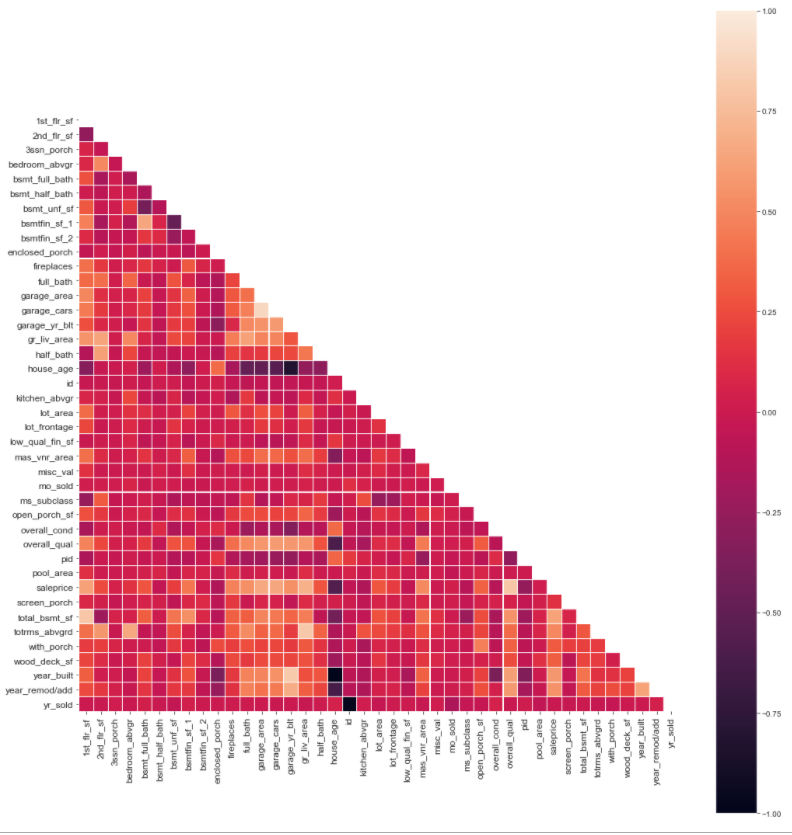 1st_flr_sf
2nd_flr_sf
3ssn_porch
bedroom_abvgr
bsmt_full_bath
bsmt_half_bath
bsmt_unf_sf
bsmtfin_sf_1
bsmtfin_sf_2
enclosed_porch
fireplaces
full_bath
garage_area
garage_cars
garage_yr_blt
gr_liv_area
half_bath
house_age
id
kitchen_abvgr
lot_area
lot_frontage
low_qual_fin_sf
mas_vnr_area
misc_val
mo_sold
ms_subclass
open_porch_sf
overall_cond
overall_qual
pid
pool_area
saleprice
screen_porch
total_bsmt_sf
totrms_abvgrd
with_porch
wood_deck_sf
year_built
year_remod/add
yr_sold
1st_flr_sf
2nd_flr_sf
3ssn_porch
bedroom_abvgr
bsmt_full_bath
bsmt_half_bath
bsmt_unf_sf
bsmtfin_sf_1
bsmtfin_sf_2
enclosed_porch
fireplaces
full_bath
garage_area
garage_cars
garage_yr_blt
gr_liv_area
half_bath
house_age
id
kitchen_abvgr
lot_area
lot_frontage
low_qual_fin_sf
mas_vnr_area
misc_val
mo_sold
ms_subclass
open_porch_sf
overall_cond
overall_qual
pid
pool_area
saleprice
screen_porch
total_bsmt_sf
totrms_abvgrd
with_porch
wood_deck_sf
year_built
year_remod/add
yr_sold
1.00
0.75
0.50
0.25
0.00
−0.25
−0.50
−0.75
−1.00